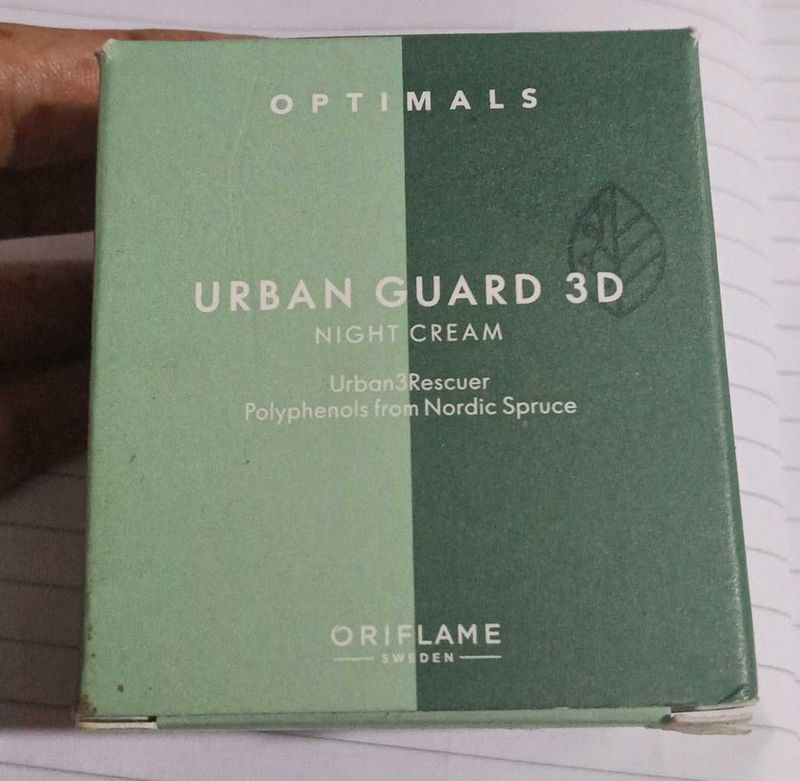 OPTIMALS
URBAN GUARD 3D
NIGHT CREAM
Urban3Rescuer
Polyphenols from Nordic Spruce
ORIFLAME
SWEDEN